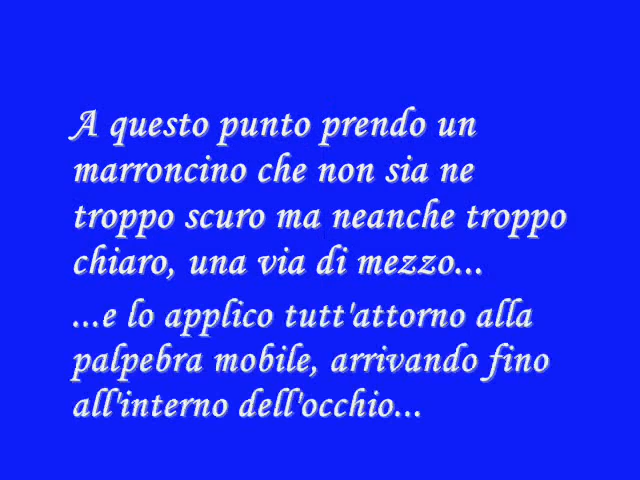 A questo punto prendo un
marroncino che non sia ne
troppo scuro ma neanche troppo
chiaro, una via di mezzo...
...e lo applico tutt'attorno alla
palpebra mobile, arrivando fino
all'interno dell'occhio...